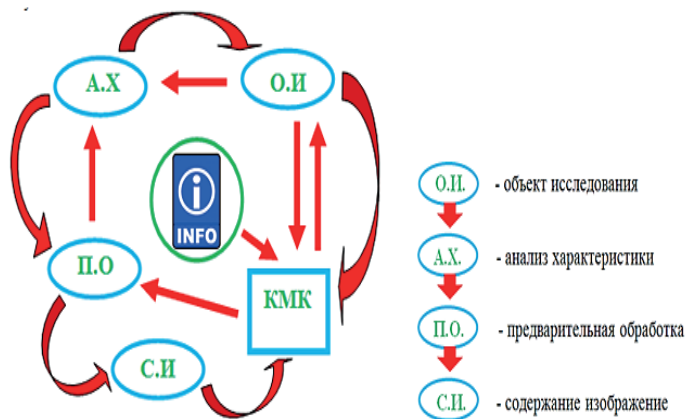 А.Х
О.И
INFO
П.О
КМК
С.И
О.И. - объект исследования
А.Х. - анализ характеристики
П.О. - предварительная обработка
С.И. - содержание изображение